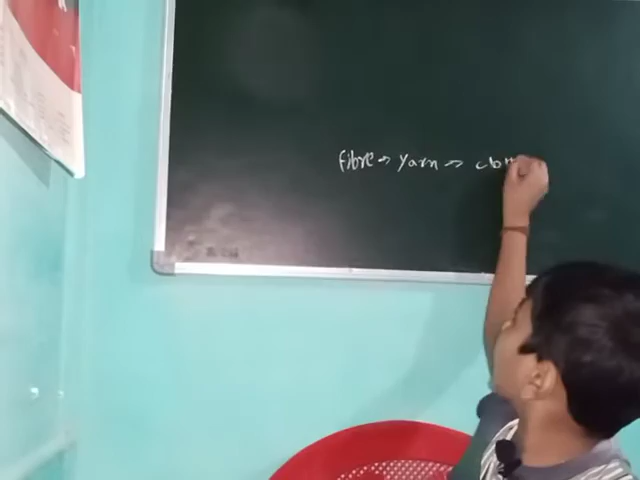 fibre → yarn →